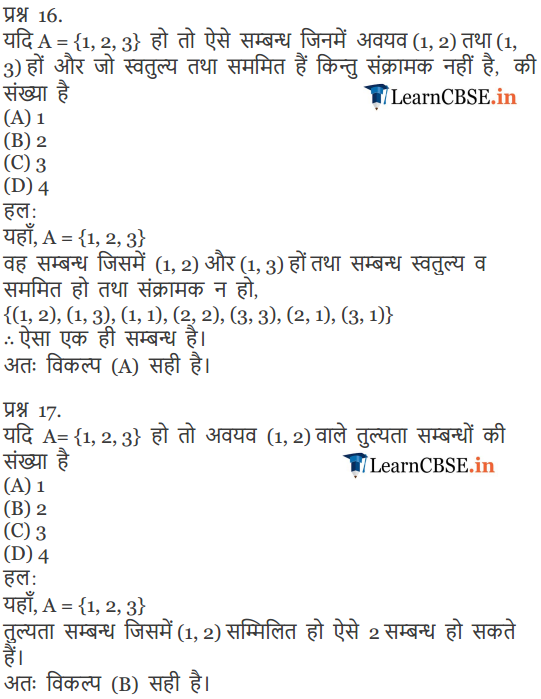 प्रश्न 16.
यदि A = {1, 2, 3} हो तो ऐसे सम्बन्ध जिनमें अवयव (1, 2) तथा (1,
3) हों और जो स्वतुल्य तथा सममित हैं किन्तु संक्रामक नहीं है, की
संख्या है
LearnCBSE.in
(A) 1
(B) 2
(C) 3
(D) 4
हल:
यहाँ, A = {1, 2, 3}
वह सम्बन्ध जिसमें (1, 2) और (1, 3) हों तथा सम्बन्ध स्वतुल्य व
सममित हो तथा संक्रामक न हो,
{(1, 2), (1, 3), (1, 1), (2, 2), (3, 3), (2, 1), (3, 1)}
∴ ऐसा एक ही सम्बन्ध है।
अतः विकल्प (A) सही है।
प्रश्न 17.
यदि A= {1, 2, 3} हो तो अवयव (1, 2) वाले तुल्यता सम्बन्धों की
संख्या है
LearnCBSE.in
(A) 1
(B) 2
(C) 3
(D) 4
हल:
यहाँ, A = {1, 2, 3}
तुल्यता सम्बन्ध जिसमें (1, 2) सम्मिलित हो ऐसे 2 सम्बन्ध हो सकते
हैं।
अतः विकल्प (B) सही है।